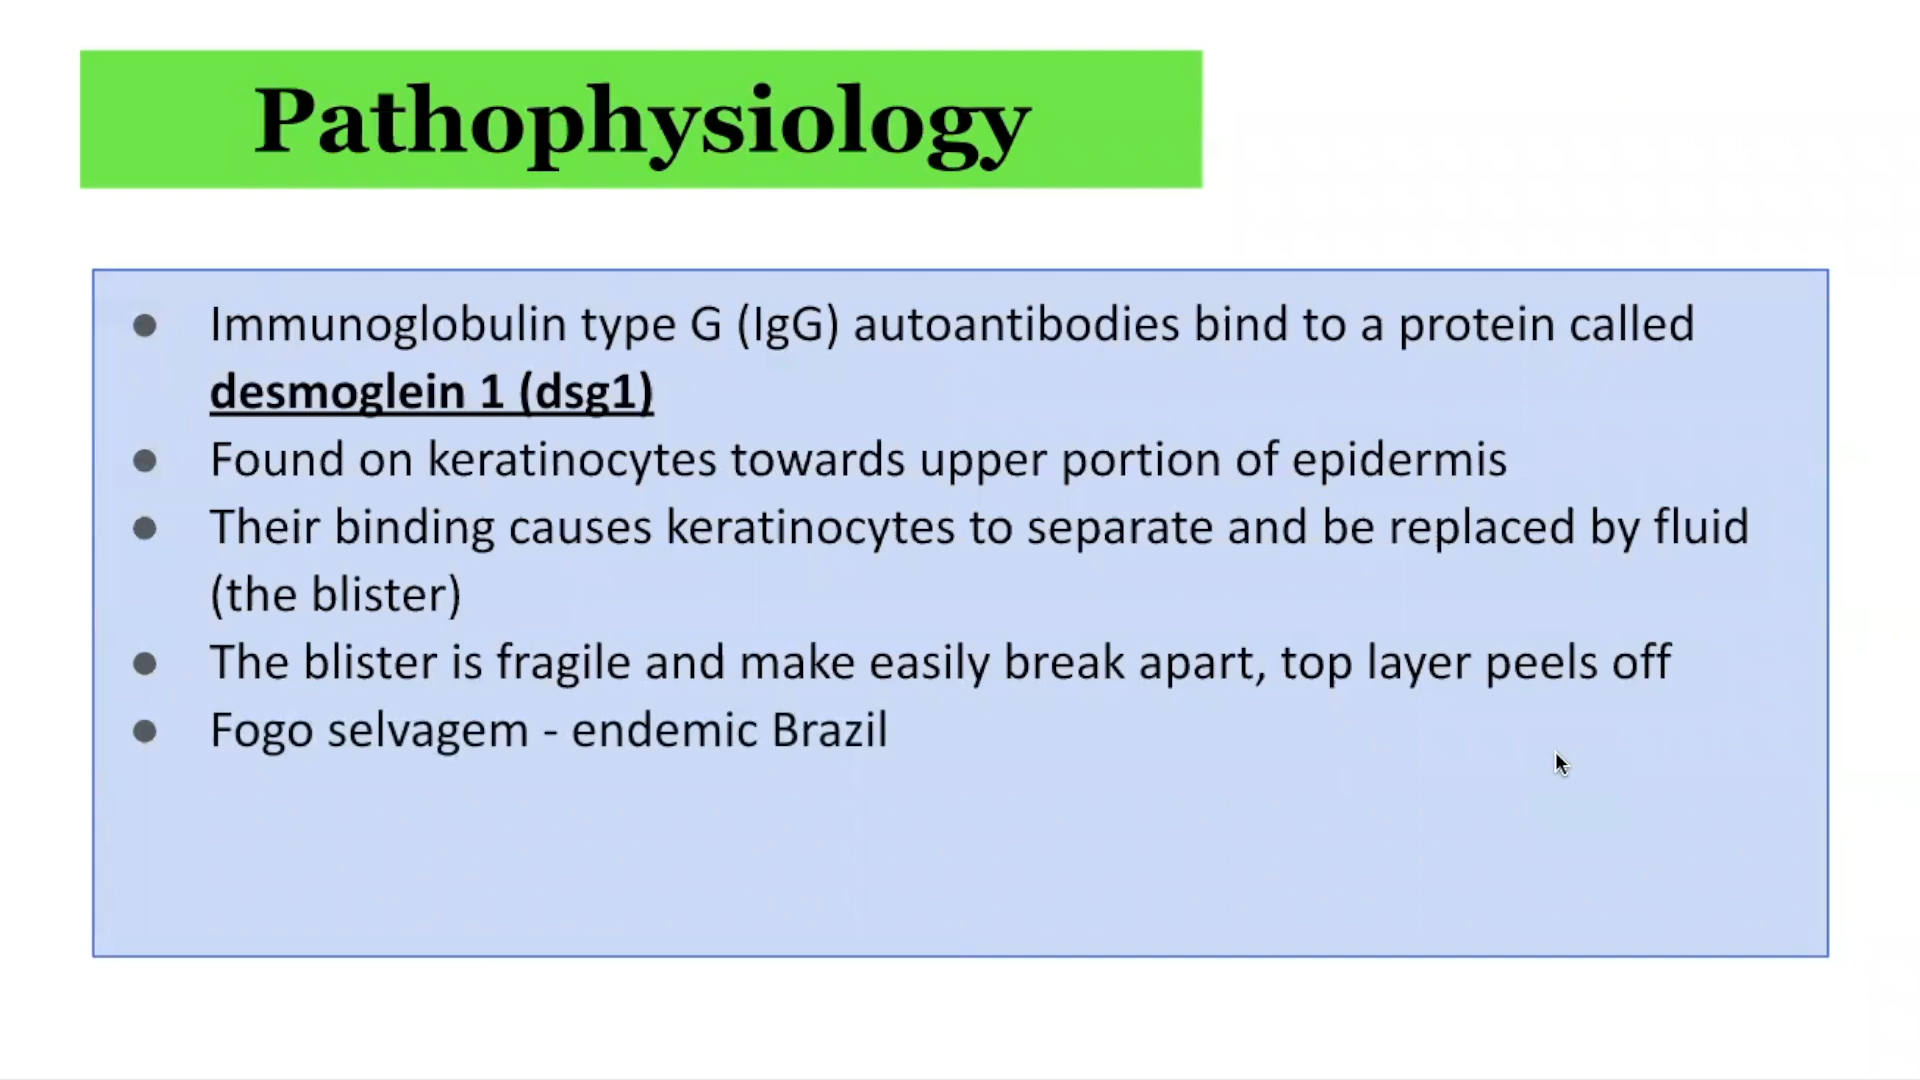 Pathophysiology
● Immunoglobulin type G (IgG) autoantibodies bind to a protein called
desmoglein 1 (dsg1)
● Found on keratinocytes towards upper portion of epidermis
● Their binding causes keratinocytes to separate and be replaced by fluid
(the blister)
● The blister is fragile and make easily break apart, top layer peels off
● Fogo selvagem - endemic Brazil